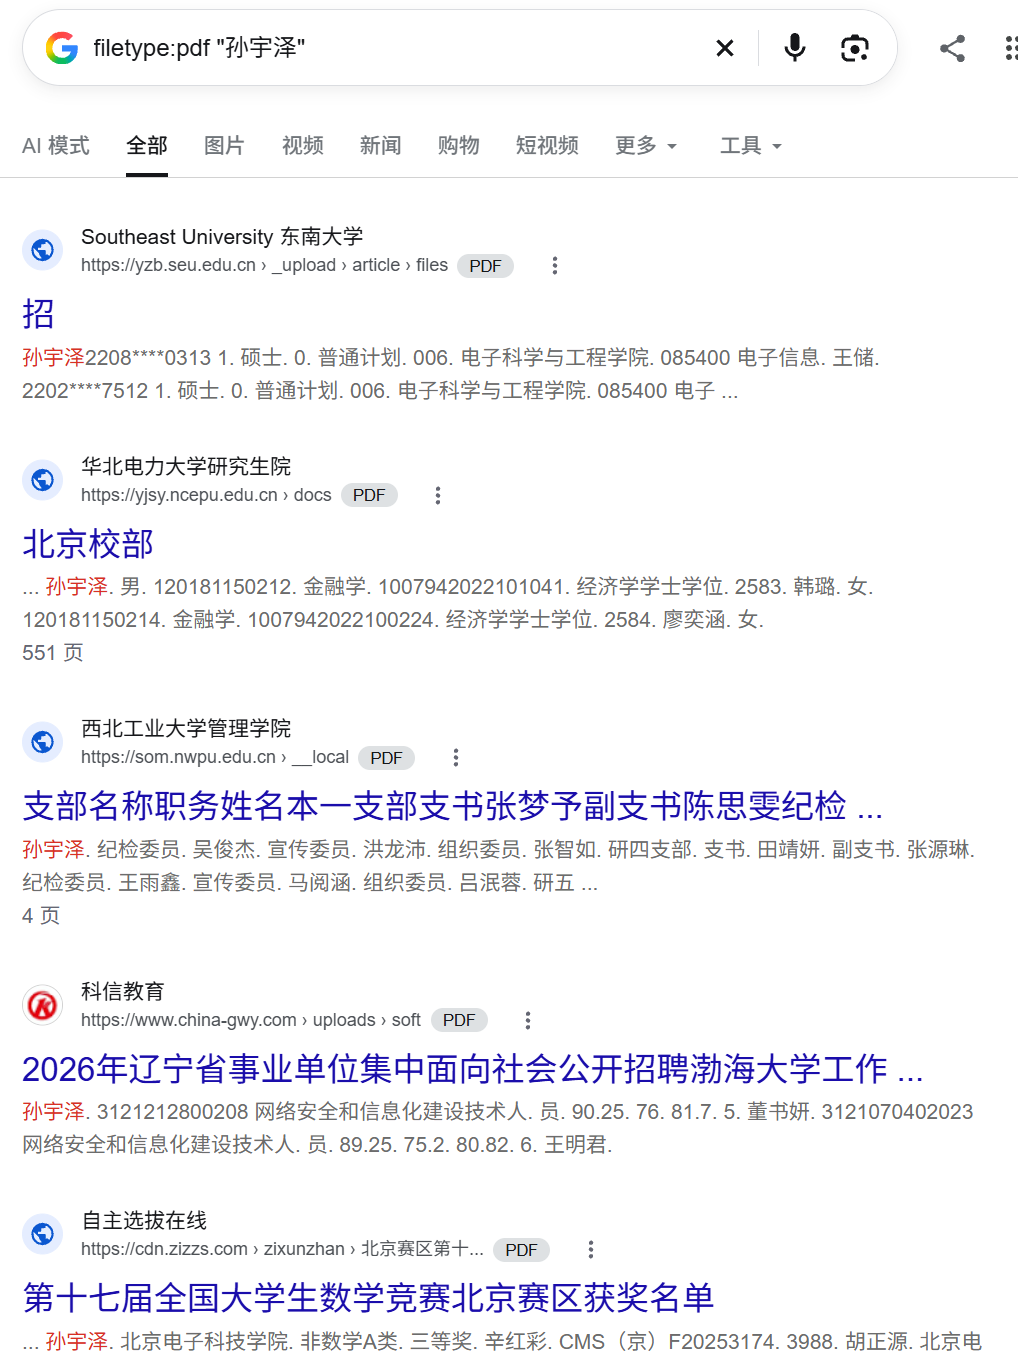 filetype:pdf "孙宇泽"
AI 模式 全部 图片 视频 新闻 购物 短视频 更多 工具
Southeast University 东南大学
https://yzb.seu.edu.cn › _upload › article › files PDF
招
孙宇泽2208****0313 1. 硕士. 0. 普通计划. 006. 电子科学与工程学院. 085400 电子信息. 王储.
2202****7512 1. 硕士. 0. 普通计划. 006. 电子科学与工程学院. 085400 电子 ...
华北电力大学研究生院
https://yjsy.ncepu.edu.cn › docs PDF
北京校部
... 孙宇泽. 男. 120181150212. 金融学. 1007942022101041. 经济学学士学位. 2583. 韩璐. 女.
120181150214. 金融学. 1007942022100224. 经济学学士学位. 2584. 廖奕涵. 女.
551 页
西北工业大学管理学院
https://som.nwpu.edu.cn › __local PDF
支部名称职务姓名本一支部支书张梦予副支书陈思雯纪检 ...
孙宇泽. 纪检委员. 吴俊杰. 宣传委员. 洪龙沛. 组织委员. 张智如. 研四支部. 支书. 田靖妍. 副支书. 张源琳.
纪检委员. 王雨鑫. 宣传委员. 马阅涵. 组织委员. 吕泯蓉. 研五 ...
4 页
科信教育
https://www.china-gwy.com › uploads › soft PDF
2026年辽宁省事业单位集中面向社会公开招聘渤海大学工作 ...
孙宇泽. 3121212800208 网络安全和信息化建设技术人. 员. 90.25. 76. 81.7. 5. 董书妍. 3121070402023
网络安全和信息化建设技术人. 员. 89.25. 75.2. 80.82. 6. 王明君.
自主选拔在线
https://cdn.zizzs.com › zixunzhan › 北京赛区第十... PDF
第十七届全国大学生数学竞赛北京赛区获奖名单
... 孙宇泽. 北京电子科技学院. 非数学A类. 三等奖. 辛红彩. CMS（京）F20253174. 3988. 胡正源. 北京电